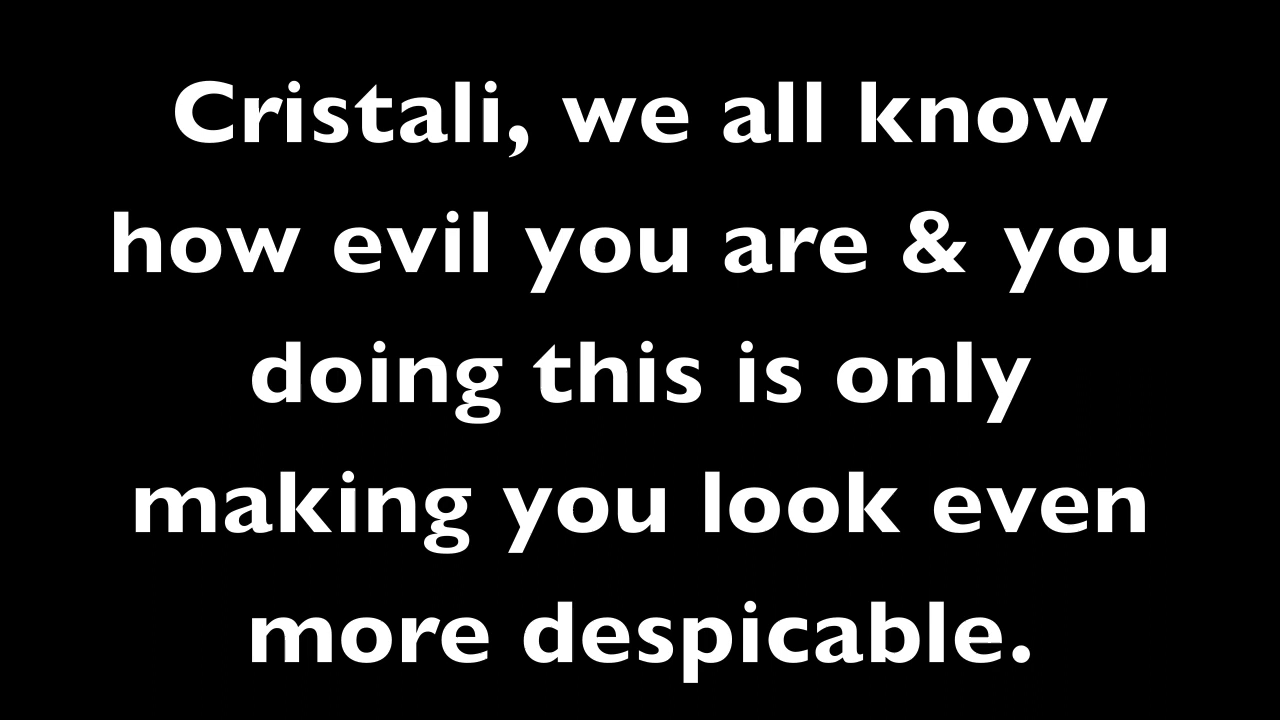 Cristali, we all know
how evil you are & you
doing this is only
making you look even
more despicable.